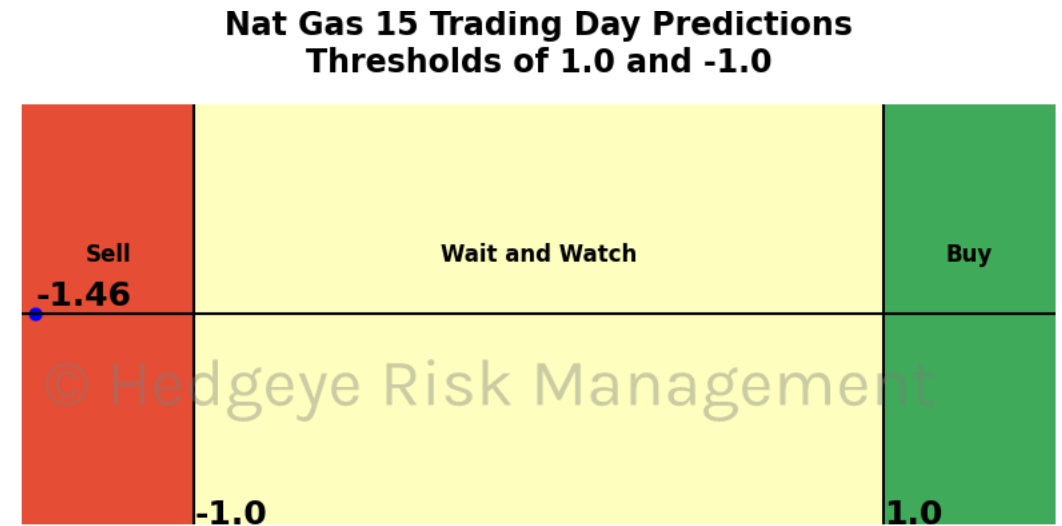 Nat Gas 15 Trading Day Predictions
Thresholds of 1.0 and -1.0
Sell
Wait and Watch
Buy
-1.46
© Hedgeye Risk Management
-1.0
1.0